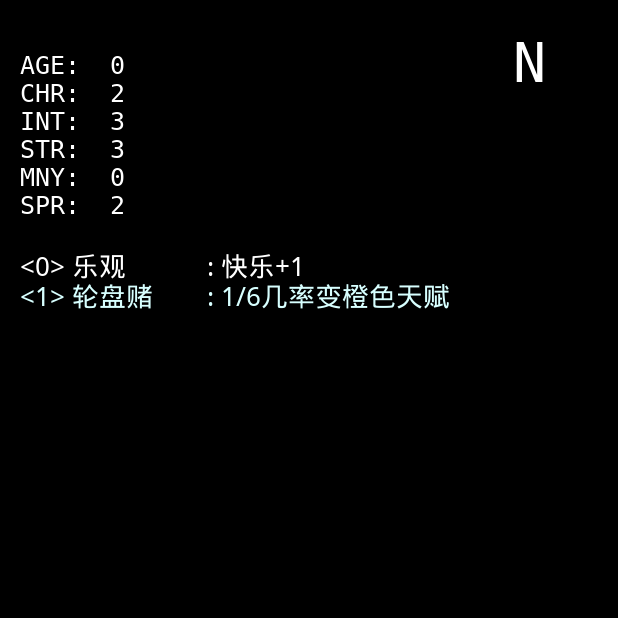 N
AGE: 0
CHR: 2
INT: 3
STR: 3
MNY: 0
SPR: 2
<0> 乐观 : 快乐+1
<1> 轮盘赌 : 1/6几率变橙色天赋